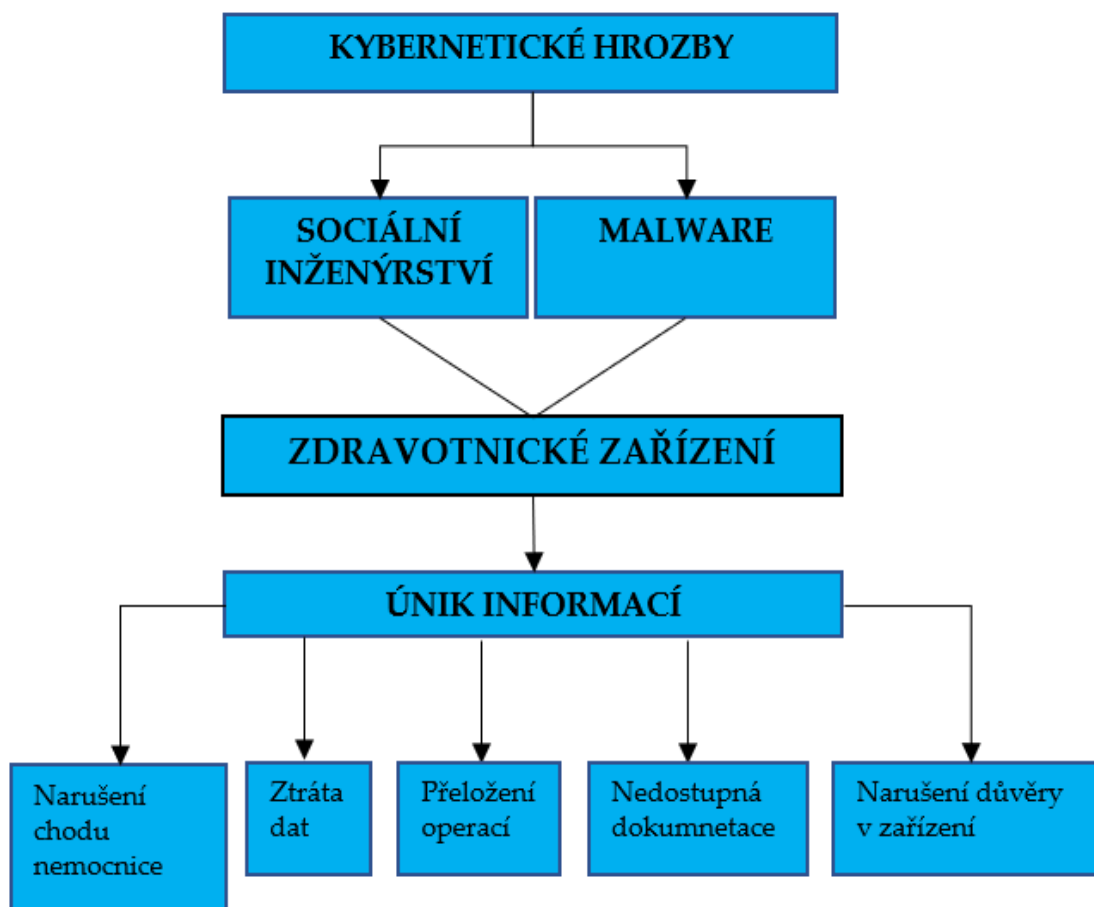 KYBERNETICKÉ HROZBY
SOCIÁLNÍ
INŽENÝRSTVÍ
MALWARE
ZDRAVOTNICKÉ ZAŘÍZENÍ
ÚNIK INFORMACÍ
Narušení
chodu
nemocnice
Ztráta
dat
Přeložení
operací
Nedostupná
dokumnetace
Narušení důvěry
v zařízení